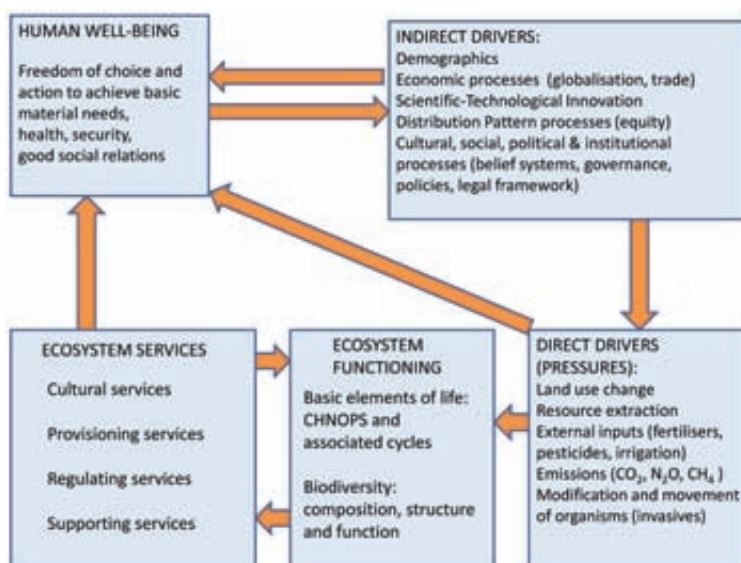 HUMAN WELL-BEING
Freedom of choice and
action to achieve basic
material needs,
health, security,
good social relations
INDIRECT DRIVERS:
Demographics
Economic processes (globalisation, trade)
Scientific-Technological Innovation
Distribution Pattern processes (equity)
Cultural, social, political & institutional
processes (belief systems, governance,
policies, legal framework)
ECOSYSTEM SERVICES
Cultural services
Provisioning services
Regulating services
Supporting services
ECOSYSTEM
FUNCTIONING
Basic elements of life:
CHNOPS and
associated cycles
Biodiversity:
composition, structure
and function
DIRECT DRIVERS
(PRESSURES):
Land use change
Resource extraction
External inputs (fertilisers,
pesticides, irrigation)
Emissions (CO₂, N₂O, CH₄ )
Modification and movement
of organisms (invasives)